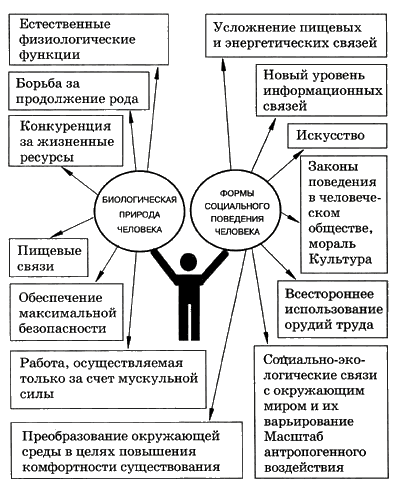 Естественные
физиологические
функции
Борьба за
продолжение рода
Конкуренция
за жизненные
ресурсы
БИОЛОГИЧЕСКАЯ
ПРИРОДА
ЧЕЛОВЕКА
Пищевые
связи
Обеспечение
максимальной
безопасности
Работа, осуществляемая
только за счет мускульной
силы
Преобразование окружающей
среды в целях повышения
комфортности существования
Усложнение пищевых
и энергетических связей
Новый уровень
информационных
связей
Искусство
ФОРМЫ
СОЦИАЛЬНОГО
ПОВЕДЕНИЯ
ЧЕЛОВЕКА
Законы
поведения
в человече-
ском
обществе,
мораль
Культура
Всестороннее
использование
орудий труда
Социально-эко-
логические связи
с окружающим
миром и их
варьирование
Масштаб
антропогенного
воздействия